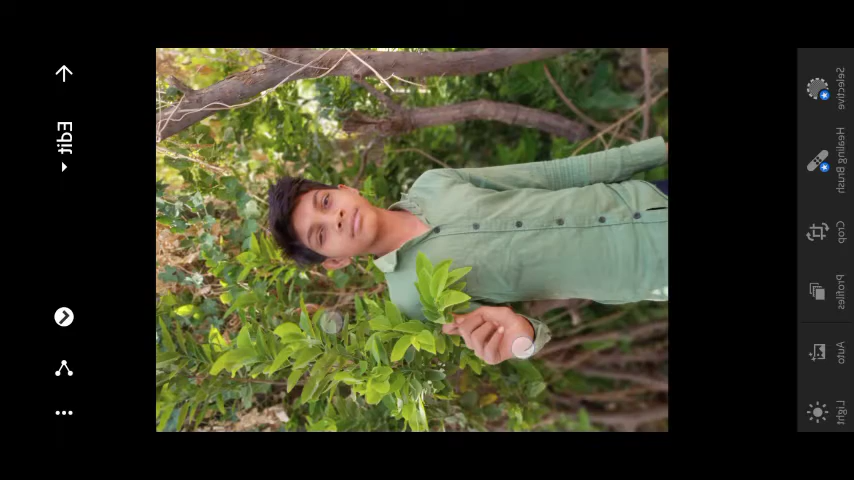 Edit
Selective
Healing Brush
Crop
Profiles
Auto
Light